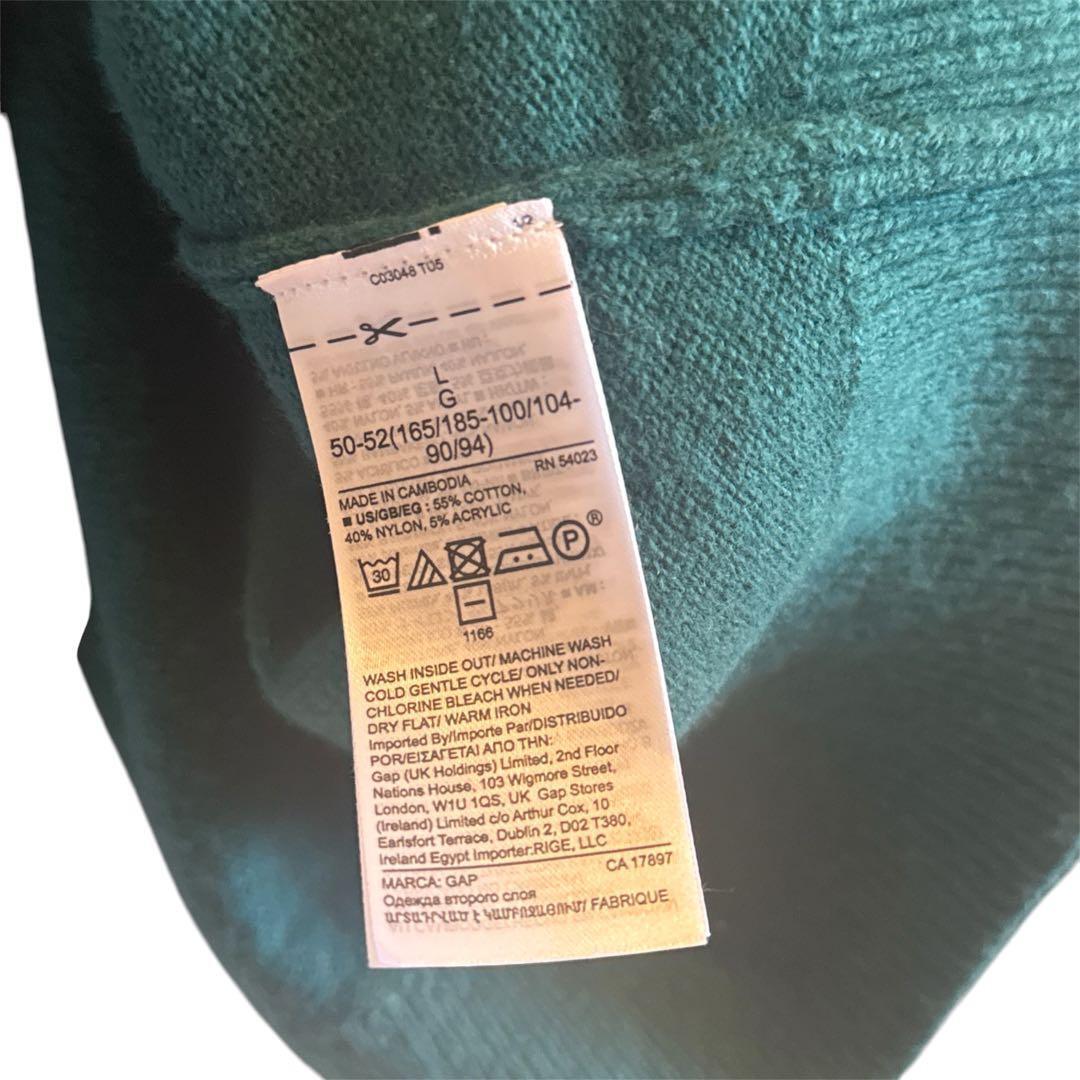 C03048 T05
L
G
50-52(165/185-100/104-
90/94)
RN 54023
MADE IN CAMBODIA
■ US/GB/EG : 55% COTTON,
40% NYLON, 5% ACRYLIC
30
P®
1166
WASH INSIDE OUT/ MACHINE WASH
COLD GENTLE CYCLE/ ONLY NON-
CHLORINE BLEACH WHEN NEEDED/
DRY FLAT/ WARM IRON
Imported By/Importe Par/DISTRIBUIDO
POR/ΕΙΣΑΓΕΤΑΙ ΑΠΟ ΤΗΝ:
Gap (UK Holdings) Limited, 2nd Floor
Nations House, 103 Wigmore Street,
London, W1U 1QS, UK Gap Stores
(Ireland) Limited c/o Arthur Cox, 10
Earlsfort Terrace, Dublin 2, D02 T380,
Ireland Egypt Importer:RIGE, LLC
CA 17897
MARCA: GAP
Одежда второго слоя
ԱՐՏԱԴՐՎԱԾ Է ԿԱՄԲՈՋԱՅՈՒՄ/ FABRIQUE